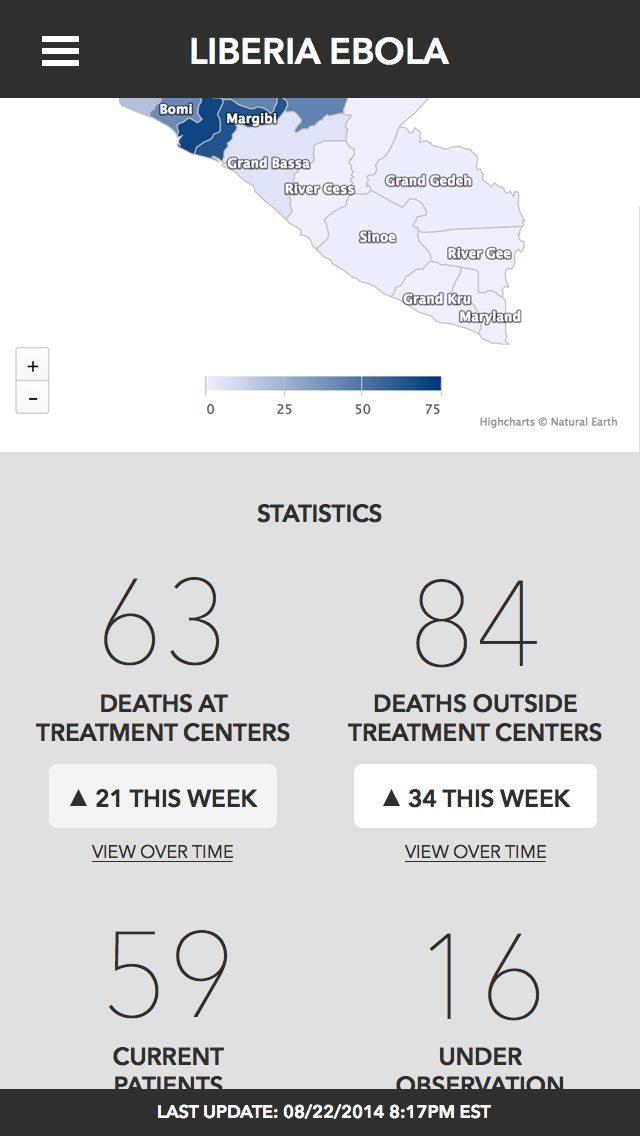 LIBERIA EBOLA
Bomi
Margibi
Grand Bassa
River Cess
Grand Gedeh
Sinoe
River Gee
Grand Kru
Maryland
+
-
0 25 50 75
Highcharts © Natural Earth
STATISTICS
63
DEATHS AT
TREATMENT CENTERS
▲ 21 THIS WEEK
VIEW OVER TIME
84
DEATHS OUTSIDE
TREATMENT CENTERS
▲ 34 THIS WEEK
VIEW OVER TIME
59
CURRENT
PATIENTS
16
UNDER
OBSERVATION
LAST UPDATE: 08/22/2014 8:17PM EST